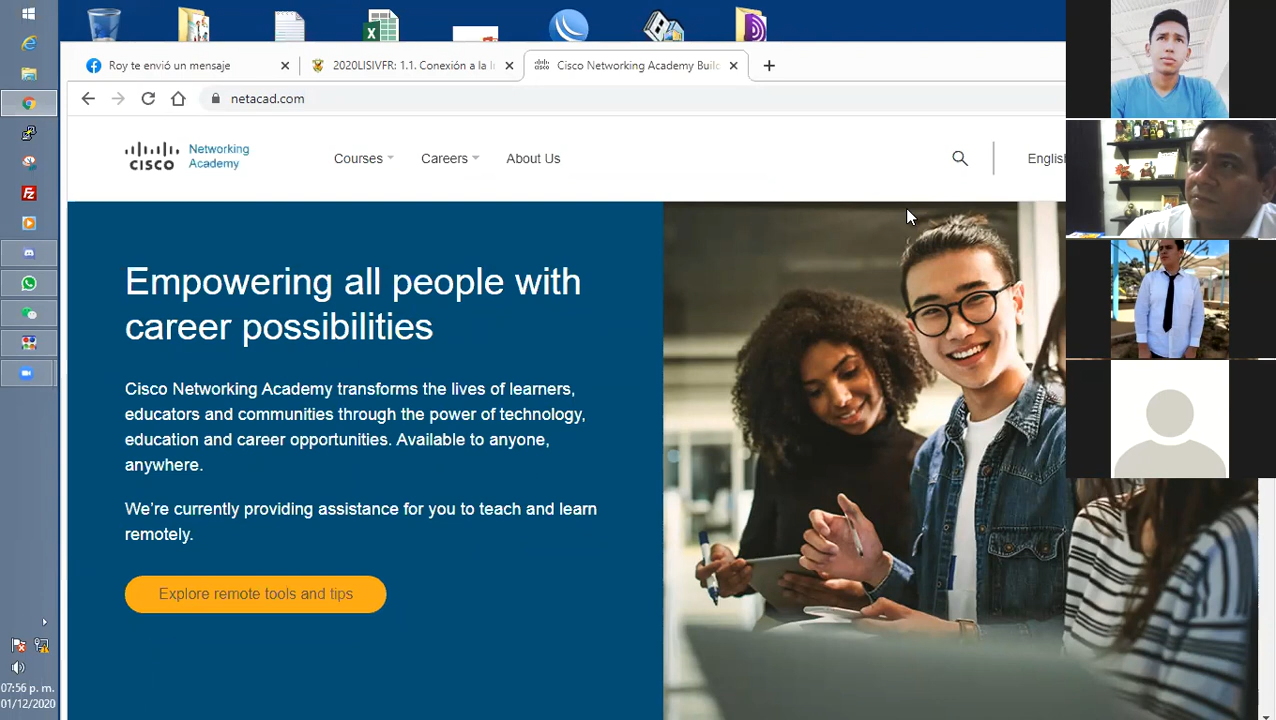 Roy te envió un mensaje
2020LISIVFR: 1.1. Conexión a la I
Cisco Networking Academy Buil
netacd.com
CISCO
Networking
Academy
Courses
Careers
About Us
English
Empowering all people with
career possibilities
Cisco Networking Academy transforms the lives of learners,
educators and communities through the power of technology,
education and career opportunities. Available to anyone,
anywhere.
We’re currently providing assistance for you to teach and learn
remotely.
Explore remote tools and tips
07:56 p. m.
01/12/2020